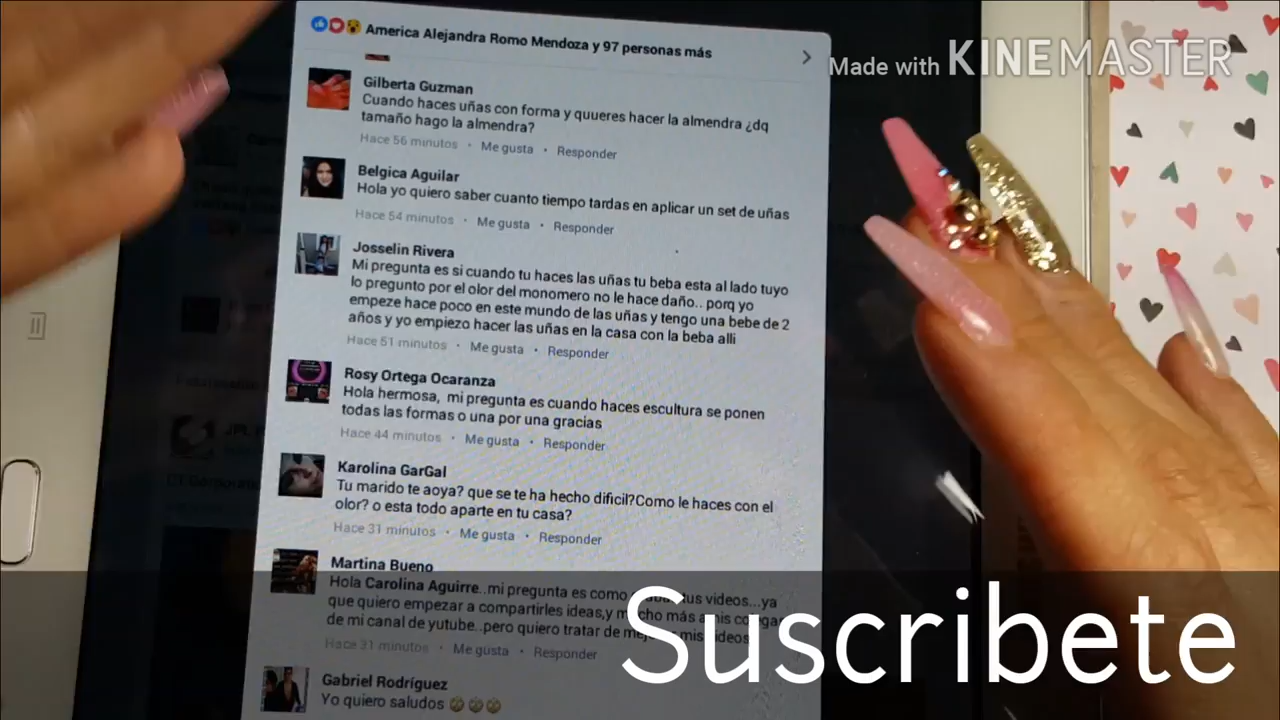 America Alejandra Romo Mendoza y 97 personas más
Made with KINEMASTER
Gilberta Guzman
Cuando haces uñas con forma y quueres hacer la almendra ¿dq
tamaño hago la almendra?
Hace 56 minutos · Me gusta · Responder
Belgica Aguilar
Hola yo quiero saber cuanto tiempo tardas en aplicar un set de uñas
Hace 54 minutos · Me gusta · Responder
Josselin Rivera
Mi pregunta es si cuando tu haces las uñas tu beba esta al lado tuyo
lo pregunto por el olor del monomero no le hace daño.. porq yo
empeze hace poco en este mundo de las uñas y tengo una bebe de 2
años y yo empiezo hacer las uñas en la casa con la beba alli
Hace 51 minutos · Me gusta · Responder
Rosy Ortega Ocaranza
Hola hermosa, mi pregunta es cuando haces escultura se ponen
todas las formas o una por una gracias
Hace 44 minutos · Me gusta · Responder
Karolina GarGal
Tu marido te aoya? que se te ha hecho dificil?Como le haces con el
olor? o esta todo aparte en tu casa?
Hace 31 minutos · Me gusta · Responder
Martina Bueno
Hola Carolina Aguirre..mi pregunta es como tus videos...ya
que quiero empezar a compartirles ideas,y mucho más a mis
de mi canal de yutube..pero quiero tratar de mis
Hace 31 minutos · Me gusta · Responder
Gabriel Rodríguez
Yo quiero saludos
Suscribete